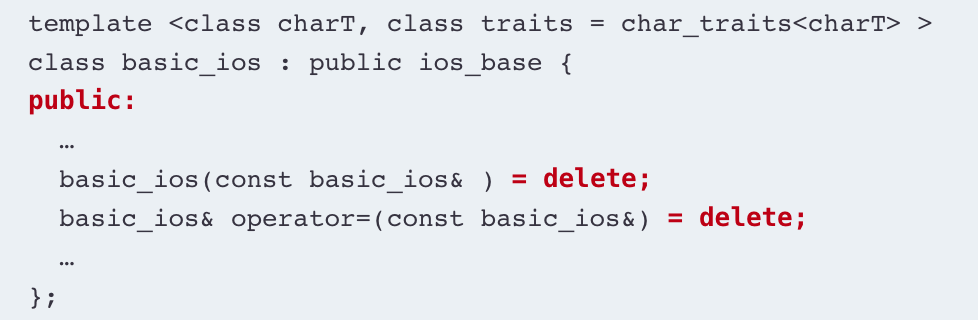 template <class charT, class traits = char_traits<charT> >
class basic_ios : public ios_base {
public:
…
basic_ios(const basic_ios& ) = delete;
basic_ios& operator=(const basic_ios&) = delete;
…
};